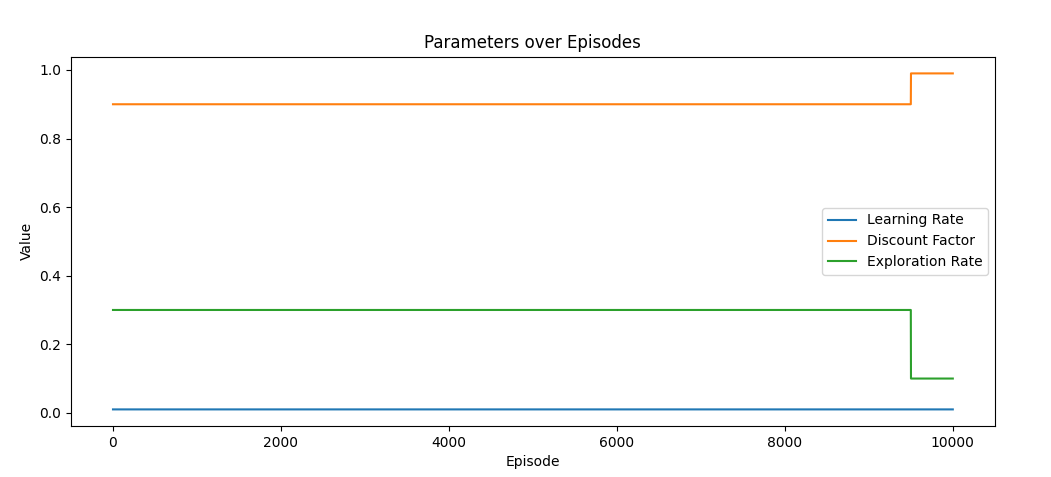 Parameters over Episodes
1.0
0.8
0.6
0.4
0.2
0.0
Value
Learning Rate
Discount Factor
Exploration Rate
0 2000 4000 6000 8000 10000
Episode